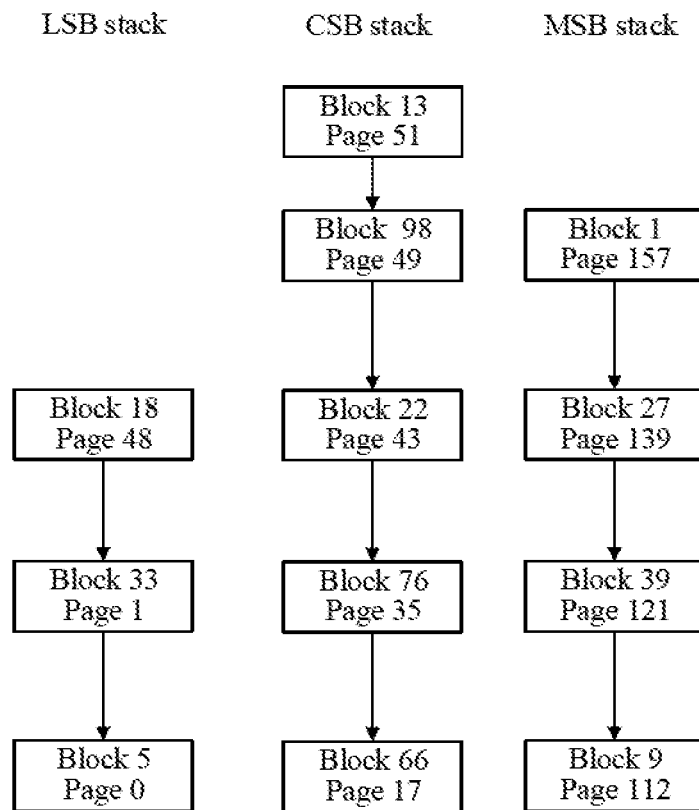 LSB stack
CSB stack
MSB stack
Block 13
Page 51
Block 98
Page 49
Block 1
Page 157
Block 18
Page 48
Block 22
Page 43
Block 27
Page 139
Block 33
Page 1
Block 76
Page 35
Block 39
Page 121
Block 5
Page 0
Block 66
Page 17
Block 9
Page 112